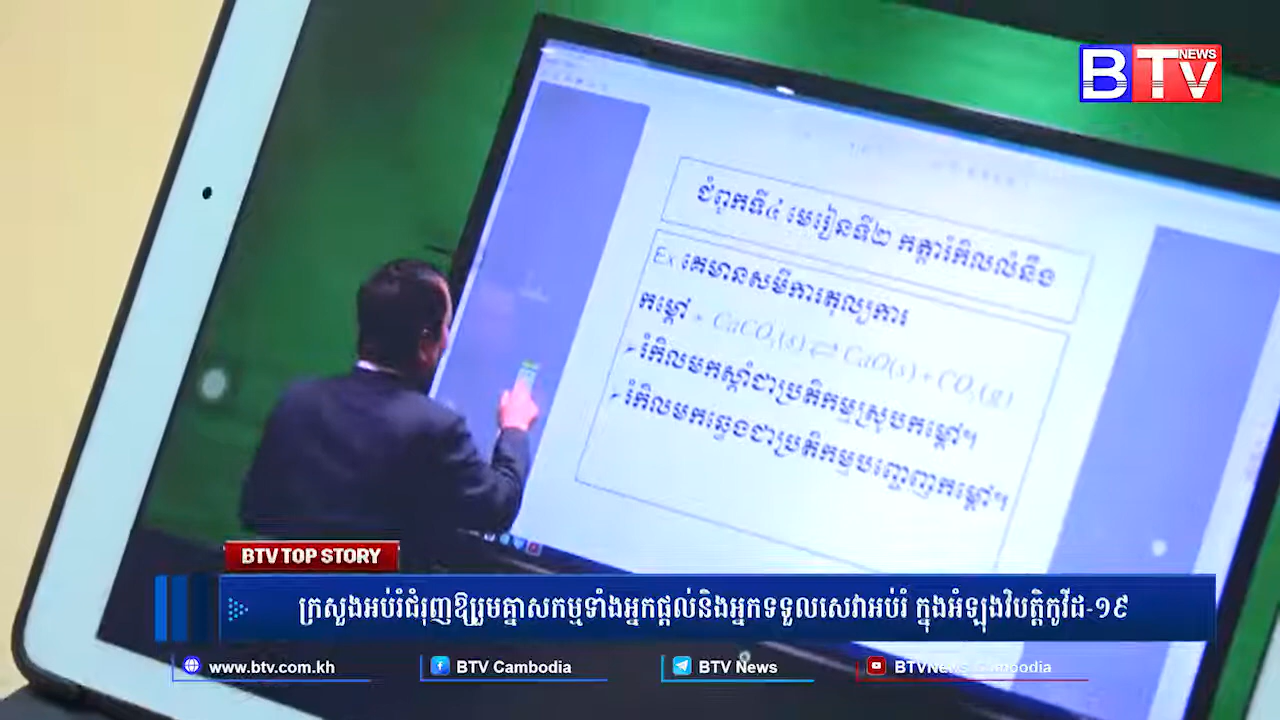 BTV NEWS
ជំពូកទី៤ មេរៀនទី២ កត្តារំកិលលំនឹង
Ex គេមានសមីការតុល្យការ
កម្ដៅ + CaCO₃(s) ⇌ CaO(s) + CO₂(g)
➢ រំកិលមកស្ដាំជាប្រតិកម្មស្រូបកម្ដៅ។
➢ រំកិលមកឆ្វេងជាប្រតិកម្មបញ្ចេញកម្ដៅ។
BTV TOP STORY
ក្រសួងអប់រំជំរុញឱ្យរួមគ្នាសកម្មទាំងអ្នកផ្តល់និងអ្នកទទួលសេវាអប់រំ ក្នុងអំឡុងវិបត្តិកូវីដ-១៩
www.btv.com.kh BTV Cambodia BTV News BTVNews Cambodia